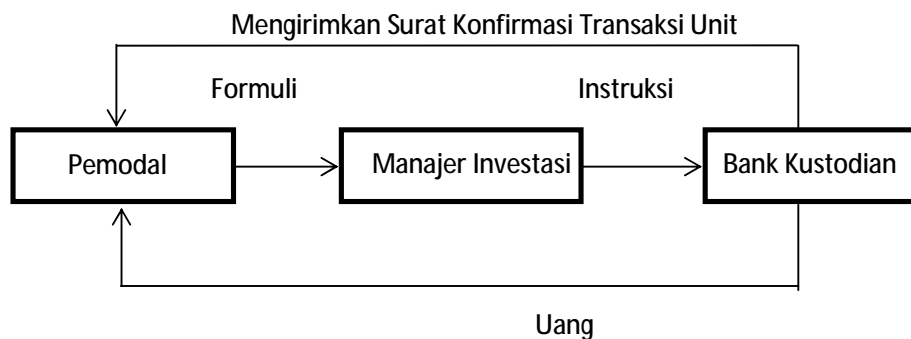 Mengirimkan Surat Konfirmasi Transaksi Unit
Formuli
Instruksi
Pemodal
Manajer Investasi
Bank Kustodian
Uang